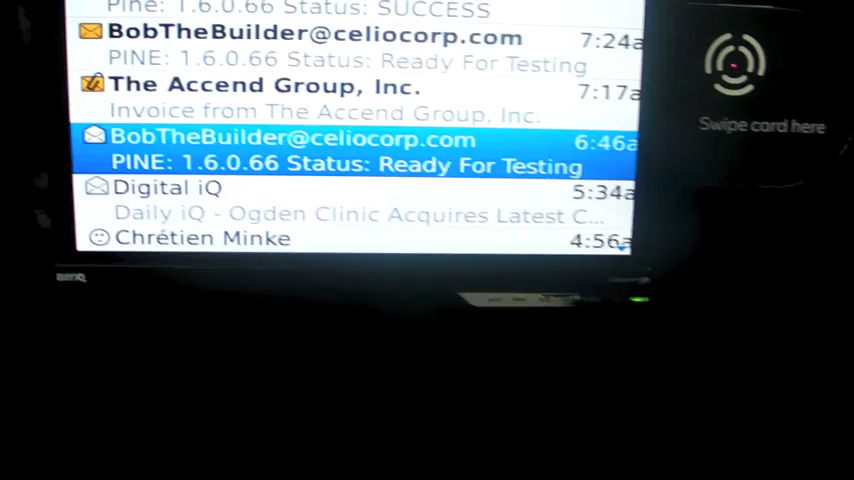 Pine: 1.6.0.66 Status: SUCCESS
BobTheBuilder@celiocorp.com 7:24a
PINE: 1.6.0.66 Status: Ready For Testing
The Accend Group, Inc. 7:17a
Invoice from The Accend Group, Inc.
BobTheBuilder@celiocorp.com 6:46a
PINE: 1.6.0.66 Status: Ready For Testing
Digital iQ 5:34a
Daily iQ - Ogden Clinic Acquires Latest C...
Chrétien Minke 4:56a
BenQ
Swipe card here